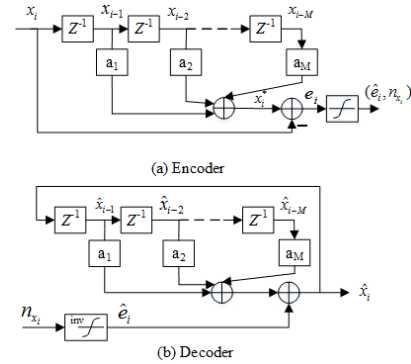 x_i x_{i-1} x_{i-2} x_{i-M}
Z^{-1} Z^{-1} Z^{-1}
a_1 a_2 a_M
x_i^* e_i (ê_i, n_{x_i})
(a) Encoder
x̂_{i-1} x̂_{i-2} x̂_{i-M}
Z^{-1} Z^{-1} Z^{-1}
a_1 a_2 a_M
x̂_i
n_{x_i} inv ê_i
(b) Decoder